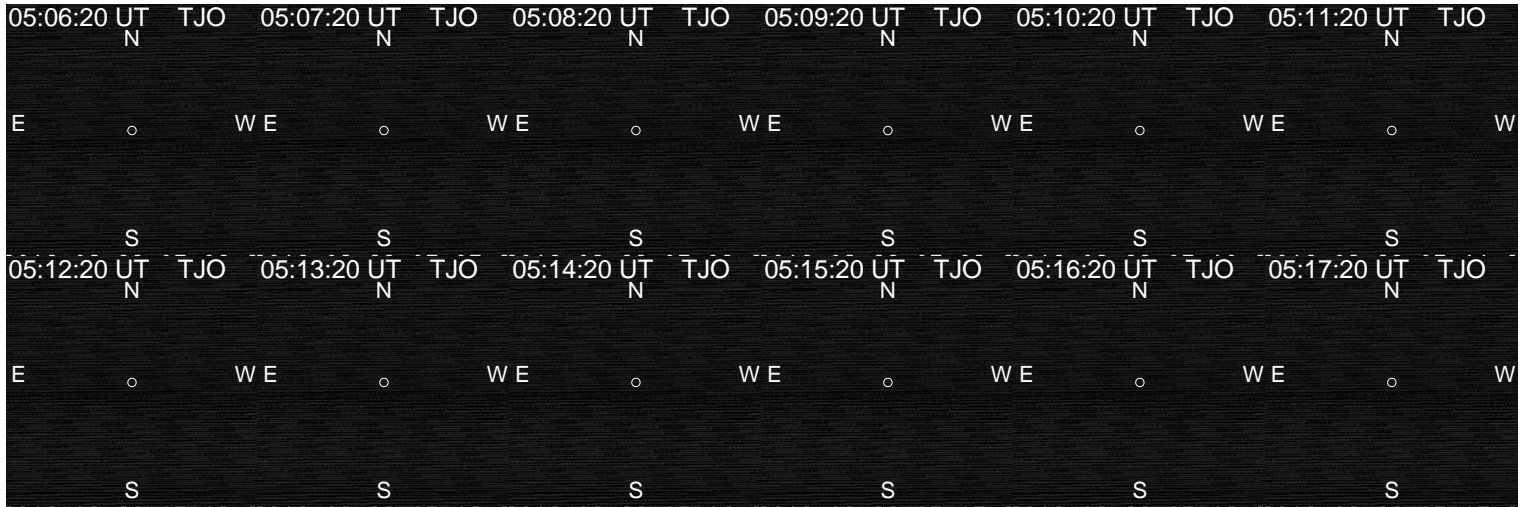 05:06:20 UT TJO 05:07:20 UT TJO 05:08:20 UT TJO 05:09:20 UT TJO 05:10:20 UT TJO 05:11:20 UT TJO
N N N N N N
E W E W E W E W E W E W
S S S S S S
05:12:20 UT TJO 05:13:20 UT TJO 05:14:20 UT TJO 05:15:20 UT TJO 05:16:20 UT TJO 05:17:20 UT TJO
N N N N N N
E W E W E W E W E W E W
S S S S S S